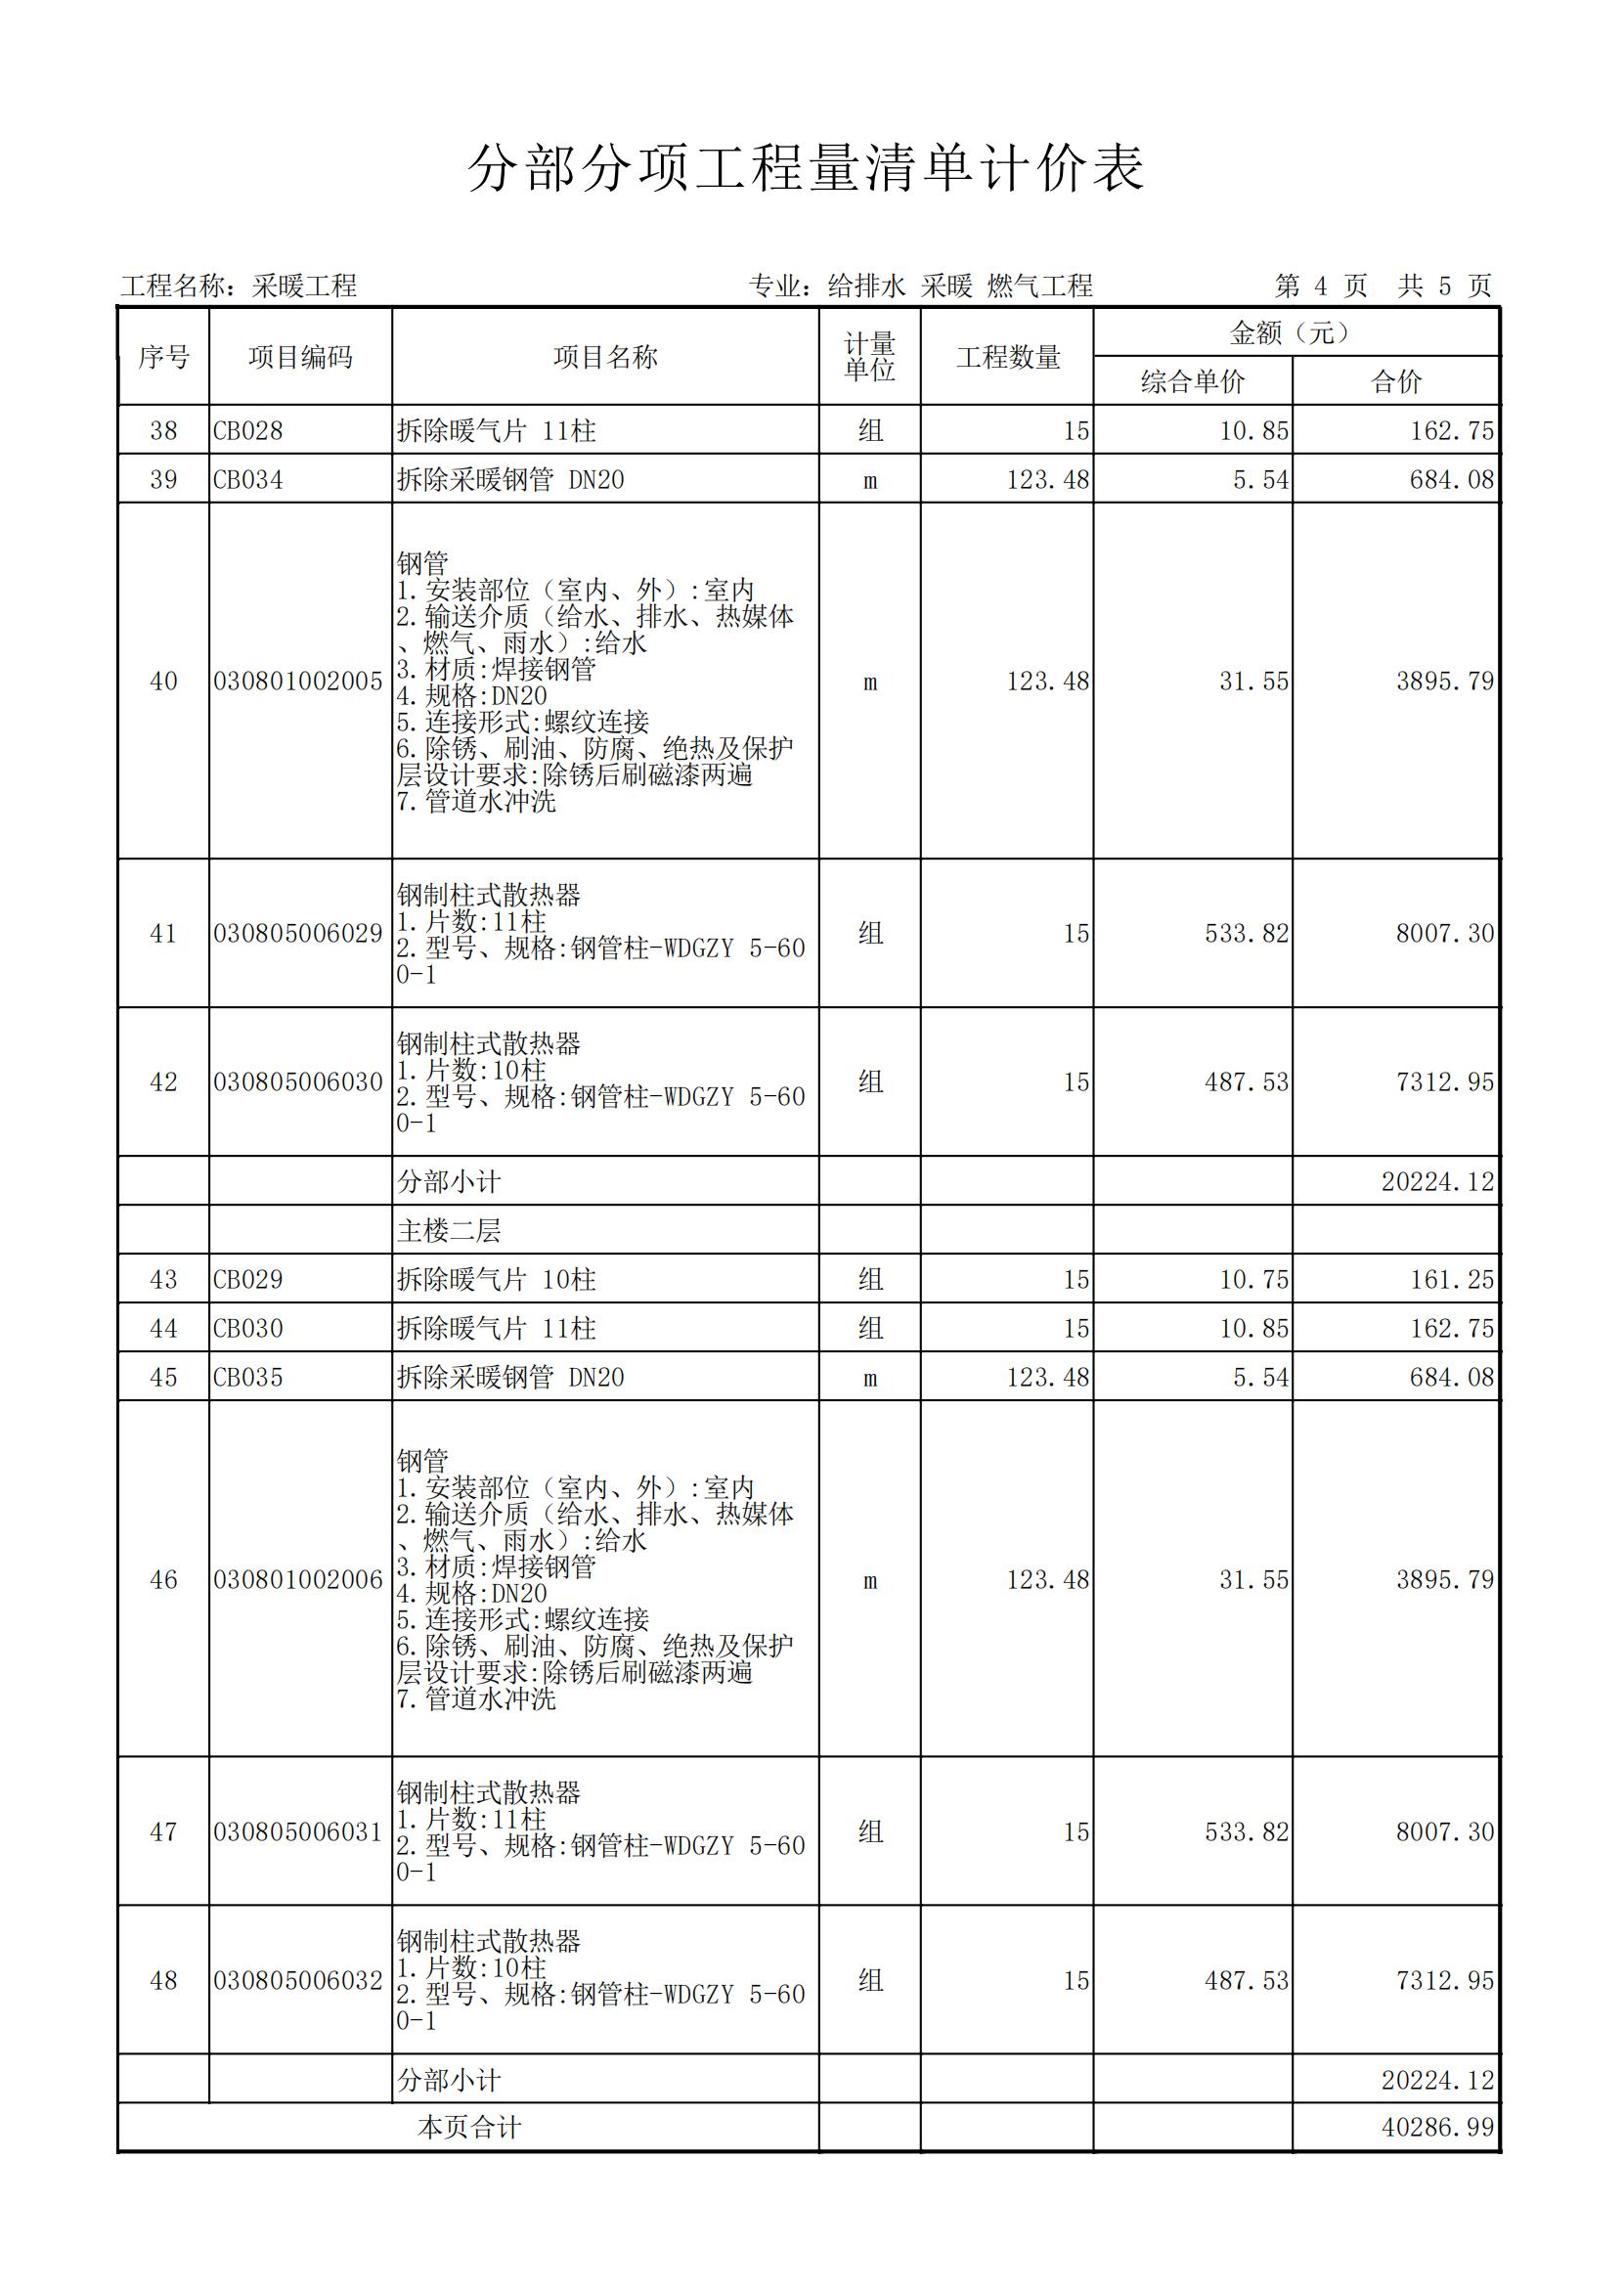 分部分项工程量清单计价表
工程名称：采暖工程 专业：给排水 采暖 燃气工程 第 4 页 共 5 页
序号 项目编码 项目名称 计量单位 工程数量 金额（元）
综合单价 合价
38 CB028 拆除暖气片 11柱 组 15 10.85 162.75
39 CB034 拆除采暖钢管 DN20 m 123.48 5.54 684.08
钢管
1.安装部位（室内、外）:室内
2.输送介质（给水、排水、热媒体
、燃气、雨水）:给水
3.材质:焊接钢管
40 030801002005 m 123.48 31.55 3895.79
4.规格:DN20
5.连接形式:螺纹连接
6.除锈、刷油、防腐、绝热及保护
层设计要求:除锈后刷磁漆两遍
7.管道水冲洗
钢制柱式散热器
1.片数:11柱
41 030805006029 组 15 533.82 8007.30
2.型号、规格:钢管柱-WDGZY 5-60
0-1
钢制柱式散热器
1.片数:10柱
42 030805006030 组 15 487.53 7312.95
2.型号、规格:钢管柱-WDGZY 5-60
0-1
分部小计 20224.12
主楼二层
43 CB029 拆除暖气片 10柱 组 15 10.75 161.25
44 CB030 拆除暖气片 11柱 组 15 10.85 162.75
45 CB035 拆除采暖钢管 DN20 m 123.48 5.54 684.08
钢管
1.安装部位（室内、外）:室内
2.输送介质（给水、排水、热媒体
、燃气、雨水）:给水
3.材质:焊接钢管
46 030801002006 m 123.48 31.55 3895.79
4.规格:DN20
5.连接形式:螺纹连接
6.除锈、刷油、防腐、绝热及保护
层设计要求:除锈后刷磁漆两遍
7.管道水冲洗
钢制柱式散热器
1.片数:11柱
47 030805006031 组 15 533.82 8007.30
2.型号、规格:钢管柱-WDGZY 5-60
0-1
钢制柱式散热器
1.片数:10柱
48 030805006032 组 15 487.53 7312.95
2.型号、规格:钢管柱-WDGZY 5-60
0-1
分部小计 20224.12
本页合计 40286.99